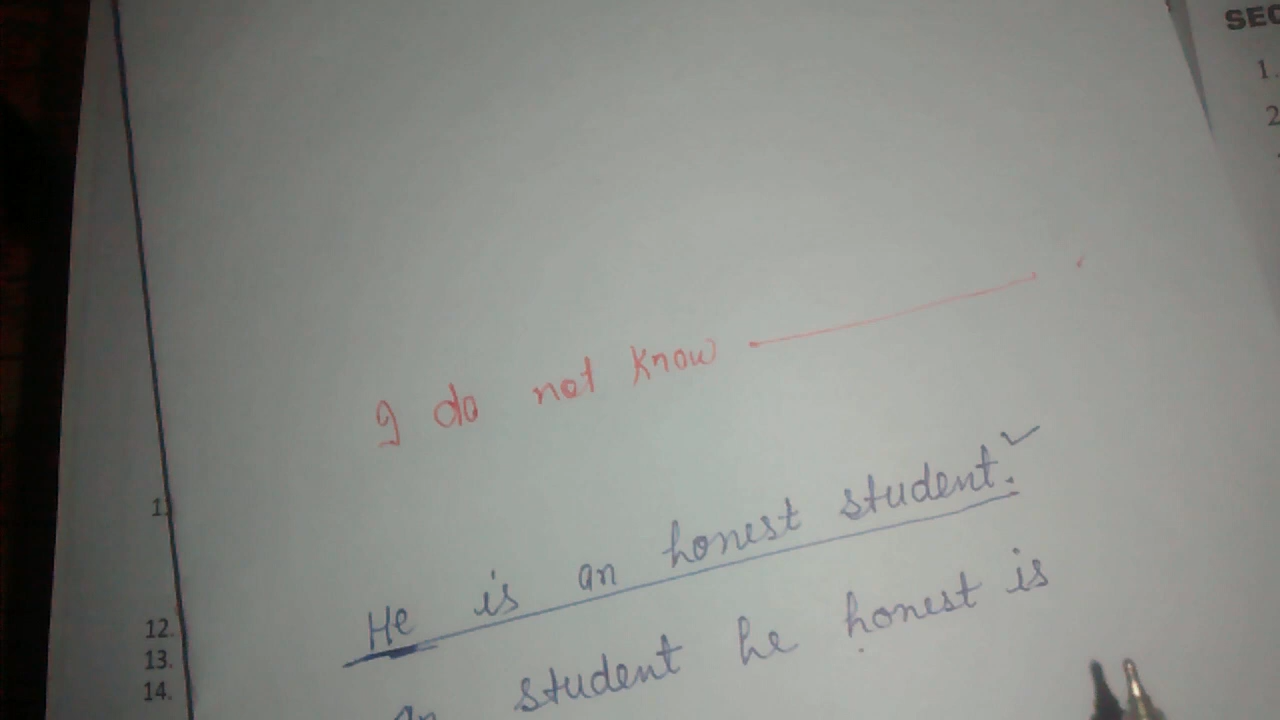 SEC
1.
2
I do not know
11
He is an honest student.
12.
13.
an student he honest is
14.